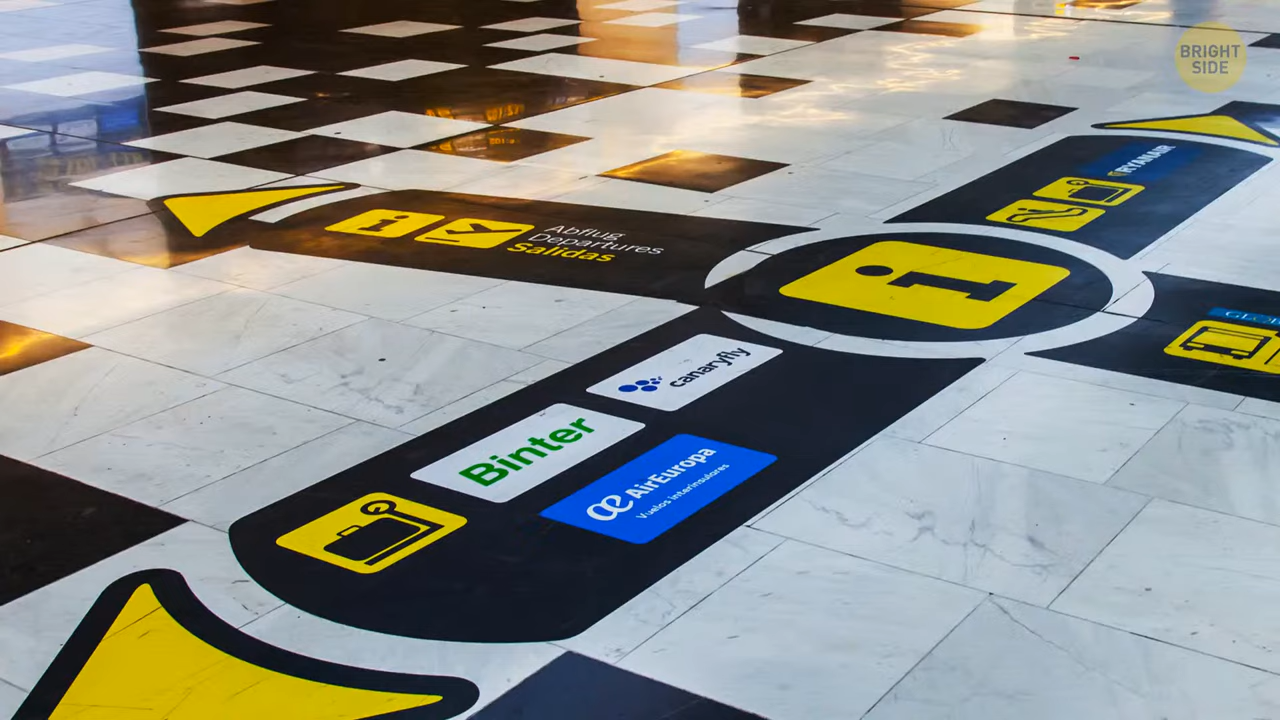 BRIGHT
SIDE
RYANAIR
Abflug
Departures
Salidas
i
i
canaryfly
Binter
AirEuropa
Vuelos interinsulares